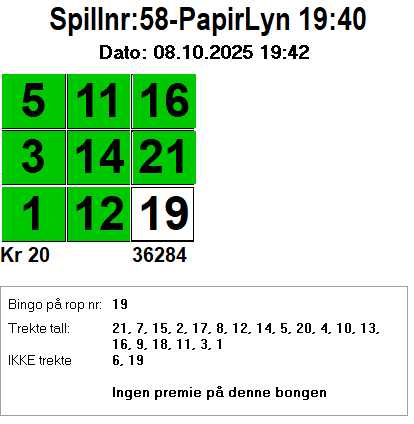 Spillnr:58-PapirLyn 19:40
Dato: 08.10.2025 19:42
5 11 16
3 14 21
1 12 19
Kr 20 36284
Bingo på rop nr: 19
Trekte tall: 21, 7, 15, 2, 17, 8, 12, 14, 5, 20, 4, 10, 13,
16, 9, 18, 11, 3, 1
IKKE trekte 6, 19
Ingen premie på denne bongen